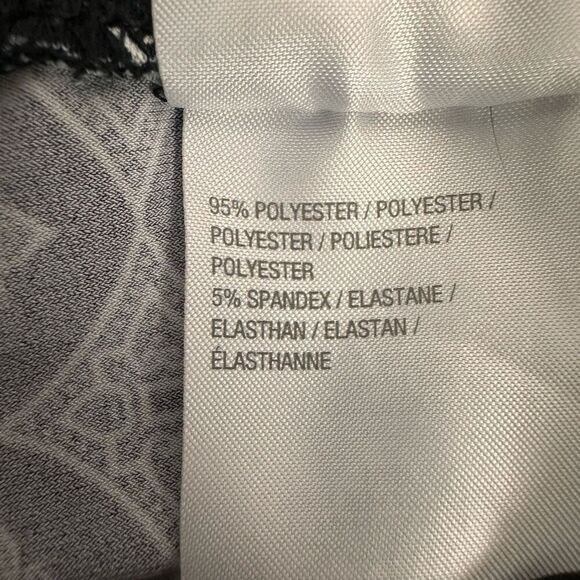 95% POLYESTER / POLYESTER /
POLYESTER / POLIESTERE /
POLYESTER
5% SPANDEX / ELASTANE /
ELASTHAN / ELASTAN /
ÉLASTHANNE